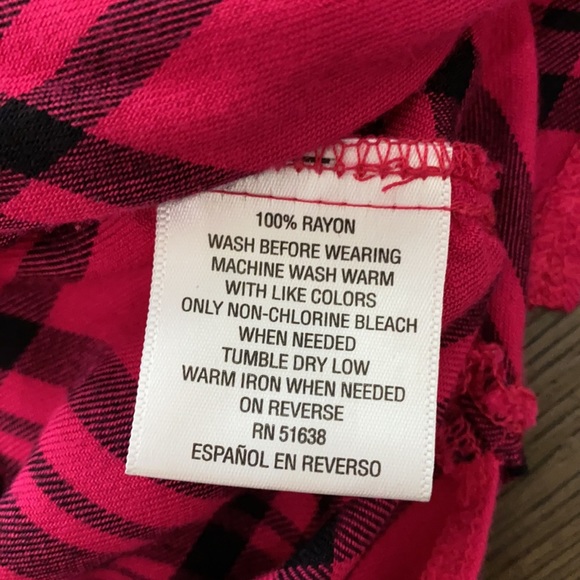 100% RAYON
WASH BEFORE WEARING
MACHINE WASH WARM
WITH LIKE COLORS
ONLY NON-CHLORINE BLEACH
WHEN NEEDED
TUMBLE DRY LOW
WARM IRON WHEN NEEDED
ON REVERSE
RN 51638
ESPAÑOL EN REVERSO